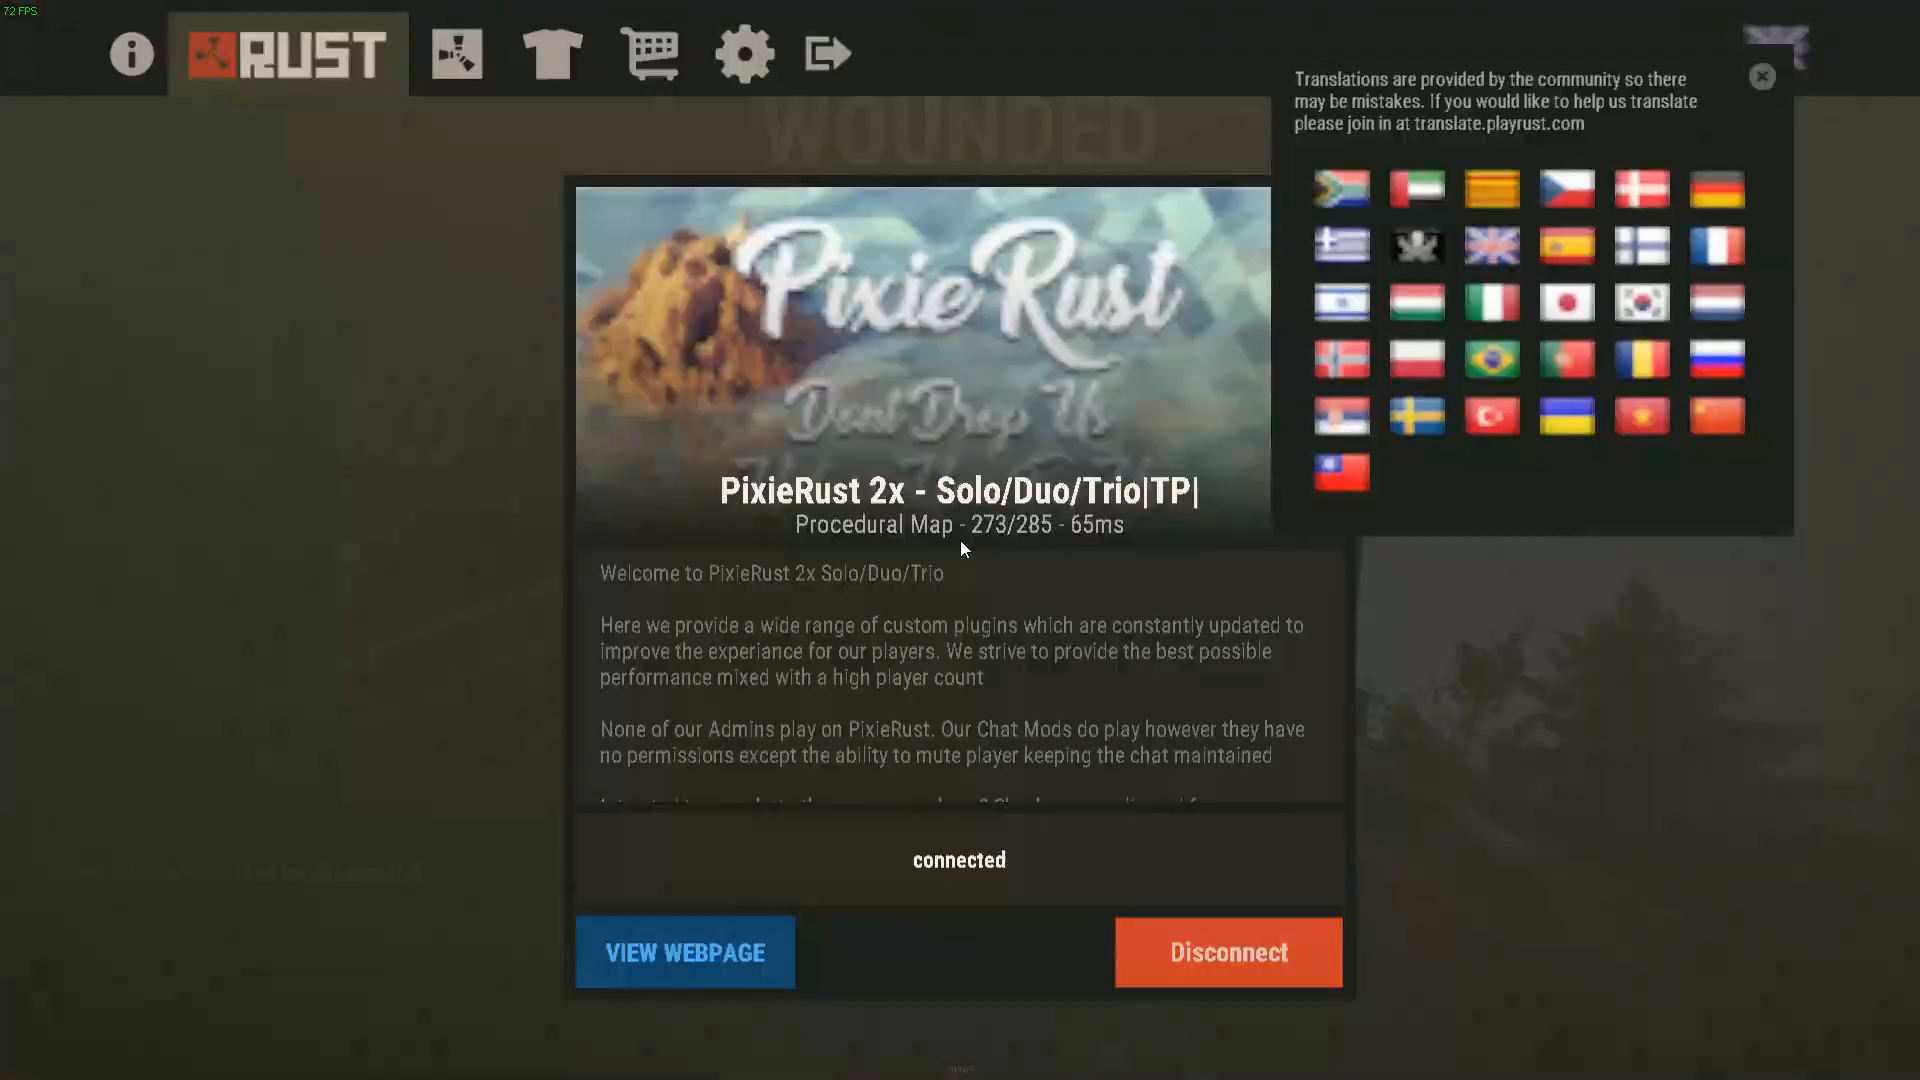 72 FPS
RUST
WOUNDED
Translations are provided by the community so there
may be mistakes. If you would like to help us translate
please join in at translate.playrust.com
Pixie Rust
Dont Drop Us
PixieRust 2x - Solo/Duo/Trio|TP|
Procedural Map - 273/285 - 65ms
Welcome to PixieRust 2x Solo/Duo/Trio
Here we provide a wide range of custom plugins which are constantly updated to
improve the experiance for our players. We strive to provide the best possible
performance mixed with a high player count
None of our Admins play on PixieRust. Our Chat Mods do play however they have
no permissions except the ability to mute player keeping the chat maintained
connected
VIEW WEBPAGE
Disconnect